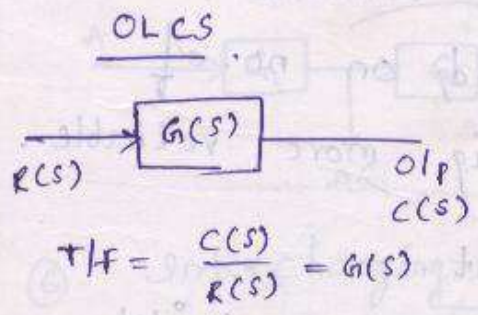 OLCS
G(S)
R(S)
O/p
C(S)
T/F = C(S)/R(S) = G(S)